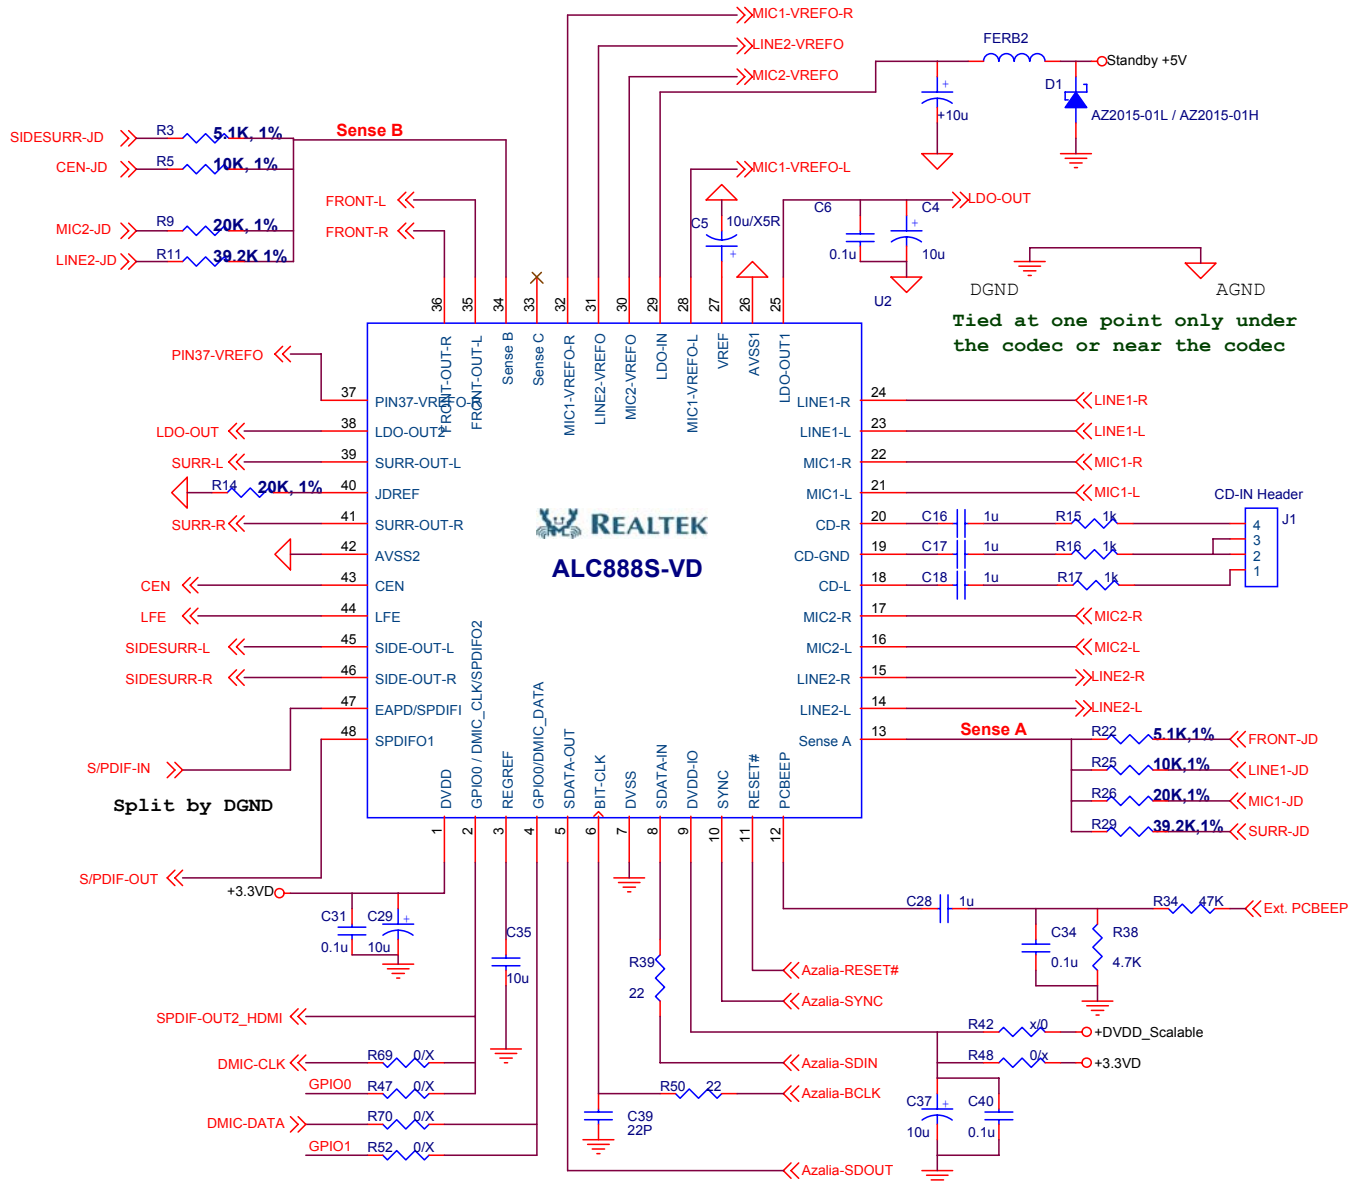 MIC1-VREFO-R
LINE2-VREFO
MIC2-VREFO
FERB2
Standby +5V
D1
AZ2015-01L / AZ2015-01H
+10u
SIDESURR-JD R3 5.1K, 1%
Sense B
CEN-JD R5 10K, 1%
MIC2-JD R9 20K, 1%
LINE2-JD R11 39.2K 1%
FRONT-L
FRONT-R
MIC1-VREFO-L
C5 10u/X5R
C6 0.1u
C4 10u
LDO-OUT
U2
DGND AGND
Tied at one point only under
the codec or near the codec
36 35 34 33 32 31 30 29 28 27 26 25
FRONT-OUT-R
FRONT-OUT-L
Sense B
Sense C
MIC1-VREFO-R
LINE2-VREFO
MIC2-VREFO
LDO-IN
MIC1-VREFO-L
VREF
AVSS1
LDO-OUT1
PIN37-VREFO
37 PIN37-VREFO-R
LDO-OUT 38 LDO-OUT2
SURR-L 39 SURR-OUT-L
R14 20K, 1% 40 JDREF
SURR-R 41 SURR-OUT-R
42 AVSS2
CEN 43 CEN
LFE 44 LFE
SIDESURR-L 45 SIDE-OUT-L
SIDESURR-R 46 SIDE-OUT-R
47 EAPD/SPDIFI
48 SPDIFO1
S/PDIF-IN
Split by DGND
S/PDIF-OUT
REALTEK
ALC888S-VD
LINE1-R 24 LINE1-R
LINE1-L 23 LINE1-L
MIC1-R 22 MIC1-R
MIC1-L 21 MIC1-L
CD-R 20 C16 1u R15 1k
CD-GND 19 C17 1u R16 1k
CD-L 18 C18 1u R17 1k
CD-IN Header
J1
4
3
2
1
MIC2-R 17 MIC2-R
MIC2-L 16 MIC2-L
LINE2-R 15 LINE2-R
LINE2-L 14 LINE2-L
Sense A 13
Sense A
R22 5.1K,1% FRONT-JD
R25 10K,1% LINE1-JD
R26 20K,1% MIC1-JD
R29 39.2K,1% SURR-JD
DVDD
GPIO0 / DMIC_CLK/SPDIFO2
REGREF
GPIO0/DMIC_DATA
SDATA-OUT
BIT-CLK
DVSS
SDATA-IN
DVDD-IO
SYNC
RESET#
PCBEEP
1 2 3 4 5 6 7 8 9 10 11 12
+3.3VD
C31 0.1u
C29 10u
C35 10u
C28 1u
R34 47K
Ext. PCBEEP
C34 0.1u
R38 4.7K
R39 22
Azalia-RESET#
Azalia-SYNC
SPDIF-OUT2_HDMI
R42 x/0 +DVDD_Scalable
R48 0/x +3.3VD
DMIC-CLK R69 0/X
Azalia-SDIN
GPIO0 R47 0/X
R50 22 Azalia-BCLK
DMIC-DATA R70 0/X
C39 22P
C37 10u
C40 0.1u
GPIO1 R52 0/X
Azalia-SDOUT